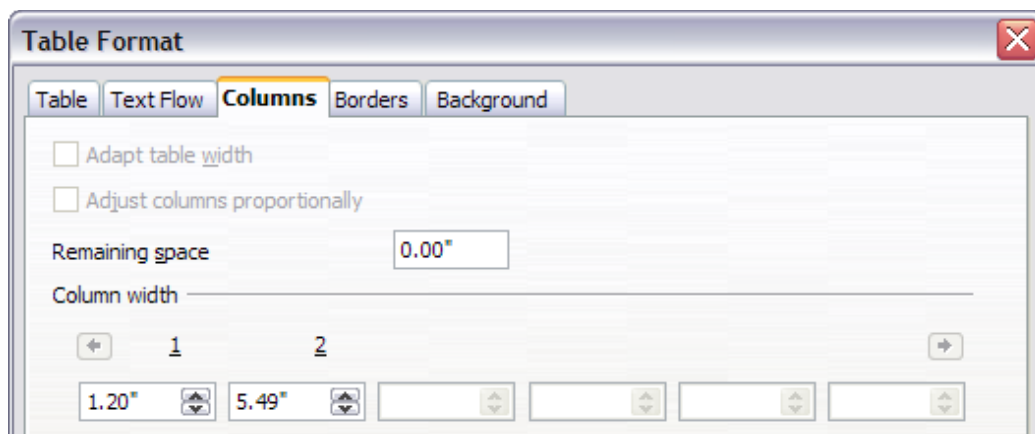 Table Format
Table Text Flow Columns Borders Background
Adapt table width
Adjust columns proportionally
Remaining space 0.00"
Column width
1 2
1.20" 5.49"